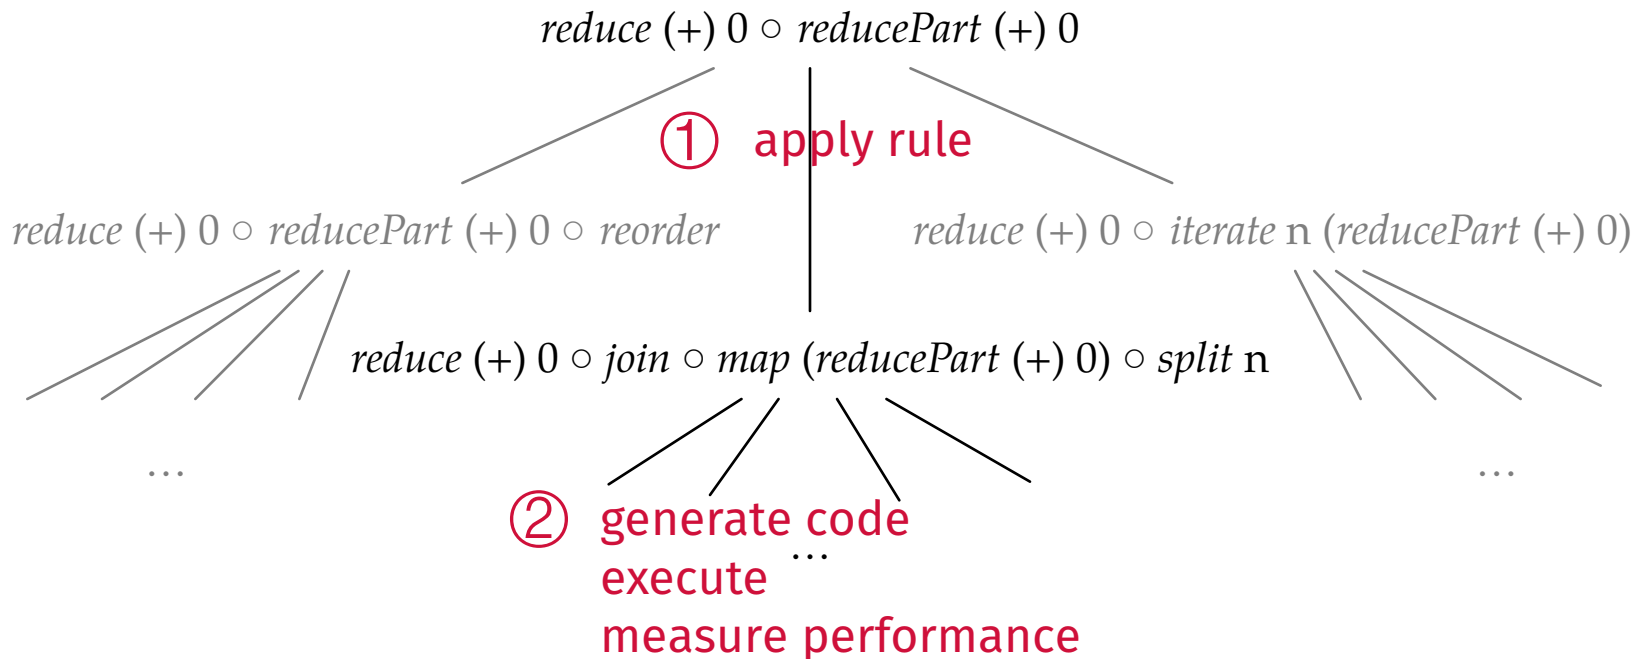 reduce (+) 0 ○ reducePart (+) 0
① apply rule
reduce (+) 0 ○ reducePart (+) 0 ○ reorder
reduce (+) 0 ○ iterate n (reducePart (+) 0)
reduce (+) 0 ○ join ○ map (reducePart (+) 0) ○ split n
...
...
② generate code
...
execute
measure performance